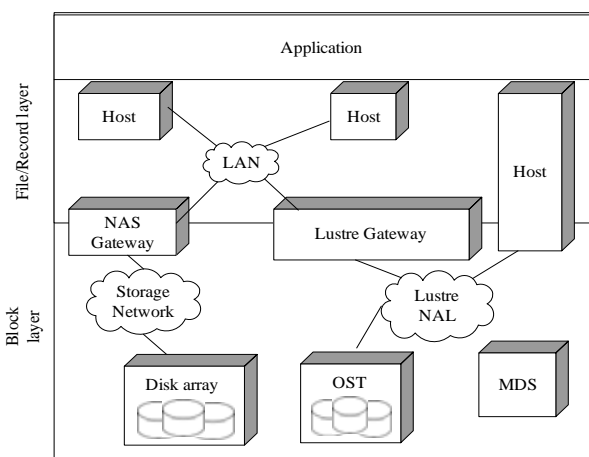 Application
File/Record layer
Host
Host
Host
LAN
NAS
Gateway
Lustre Gateway
Block
layer
Storage
Network
Lustre
NAL
Disk array
OST
MDS